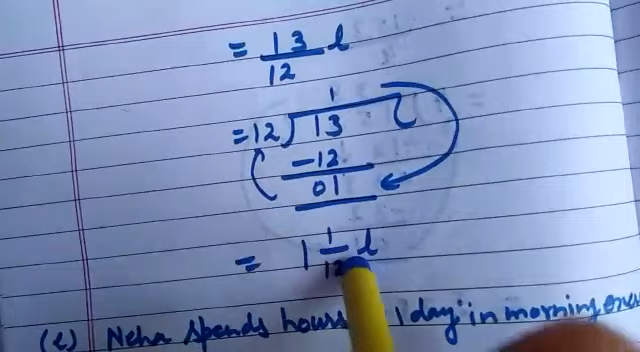 = 13/12 l
1
=12) 13
-12
01
= 1 1/12 l
(e) Neha spends hours 1 day in morning